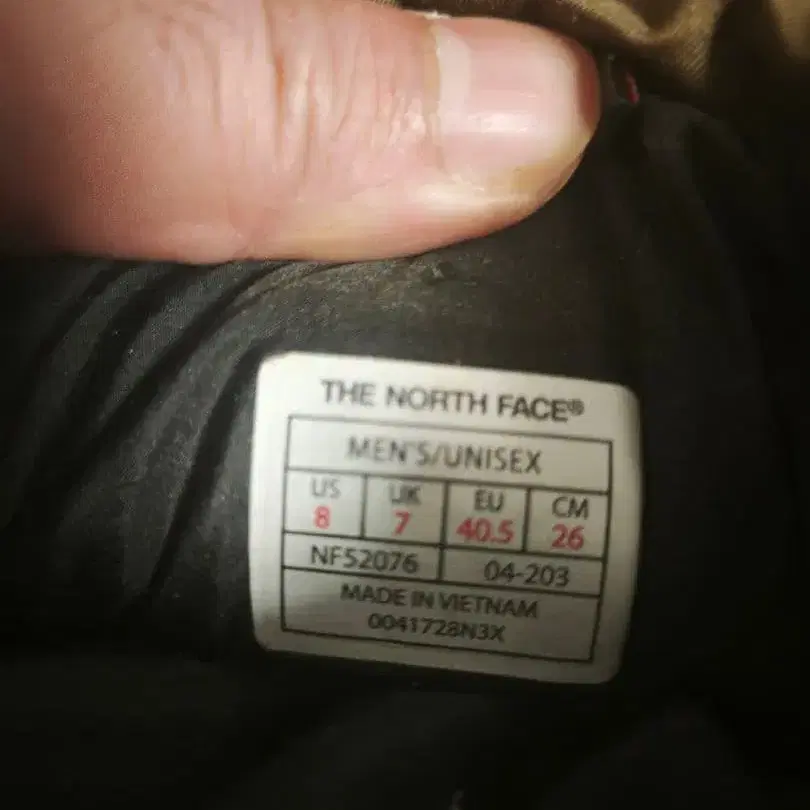 THE NORTH FACE®
MEN'S/UNISEX
US UK EU CM
8 7 40.5 26
NF52076 04-203
MADE IN VIETNAM
0041728N3X